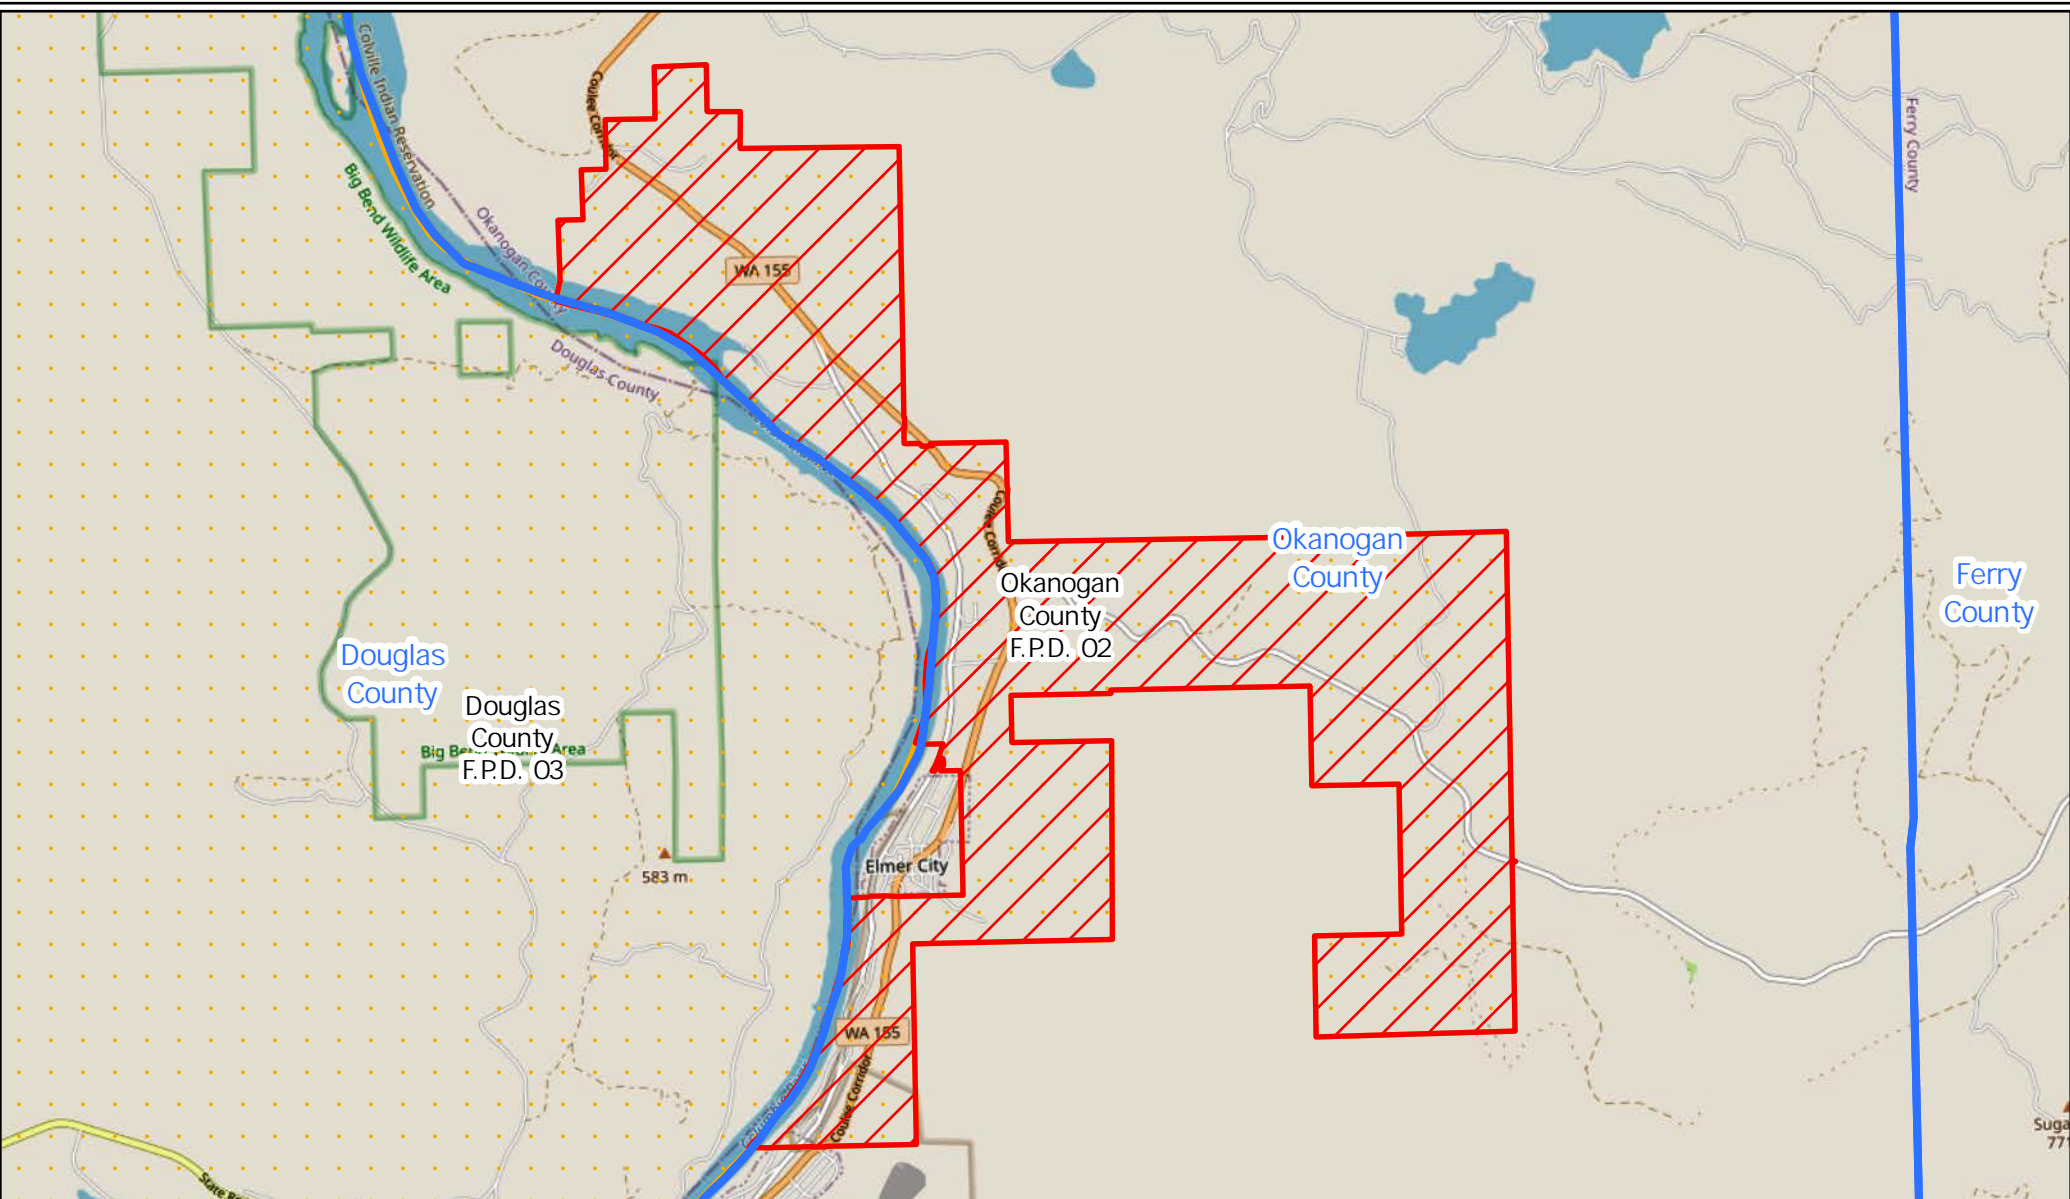 Colville Indian Reservation
Coulee Corridor
Ferry County
Big Bend Wildlife Area
Okanogan County
WA 155
Douglas County
Okanogan
County
Ferry
County
Okanogan
County
F.P.D. 02
Douglas
County
Douglas
County
F.P.D. 03
583 m
Elmer City
WA 155
Coulee Corridor